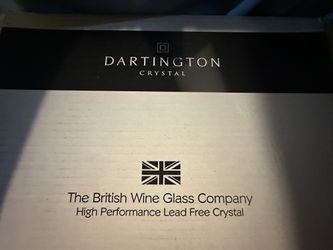 D
DARTINGTON
CRYSTAL
The British Wine Glass Company
High Performance Lead Free Crystal